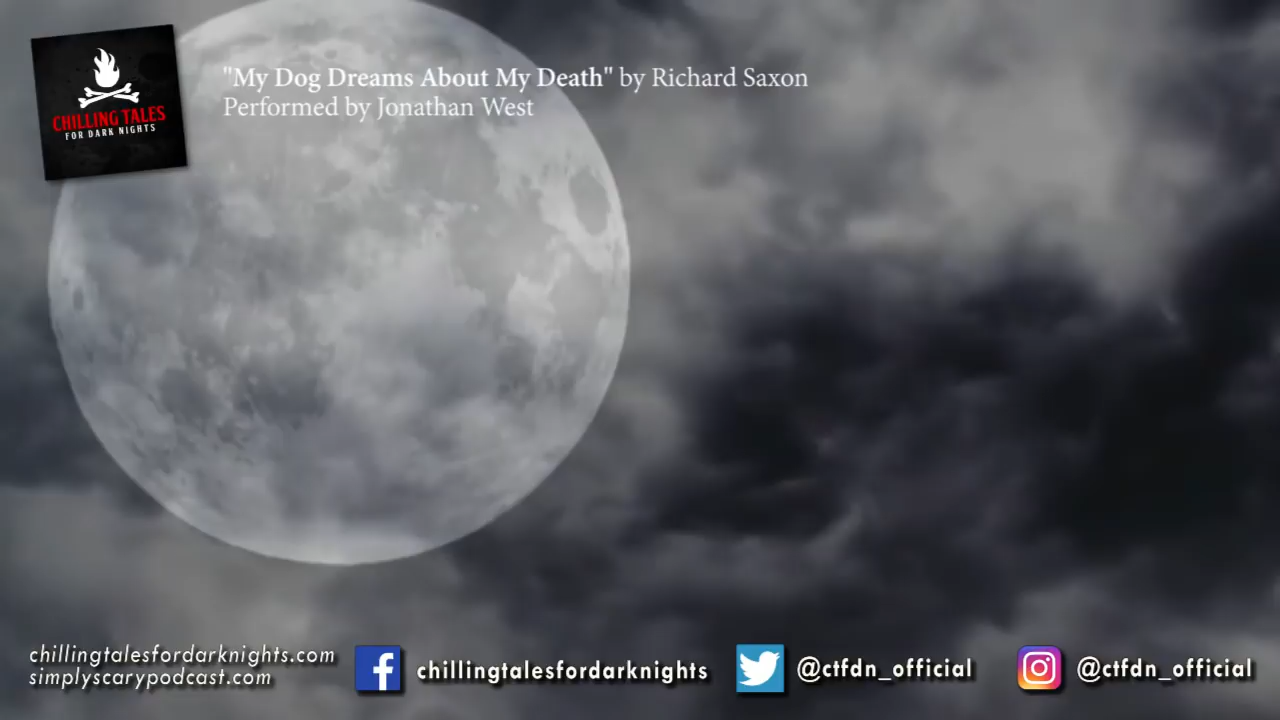 CHILLING TALES
FOR DARK NIGHTS
"My Dog Dreams About My Death" by Richard Saxon
Performed by Jonathan West
chillingtalesfordarknights.com
simplyscarypodcast.com
chillingtalesfordarknights
@ctfdn_official
@ctfdn_official